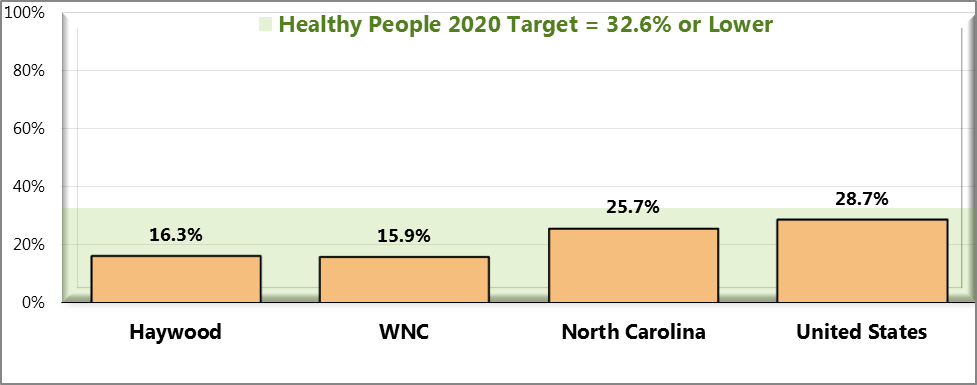 Healthy People 2020 Target = 32.6% or Lower
100%
80%
60%
40%
20%
0%
16.3%
15.9%
25.7%
28.7%
Haywood
WNC
North Carolina
United States